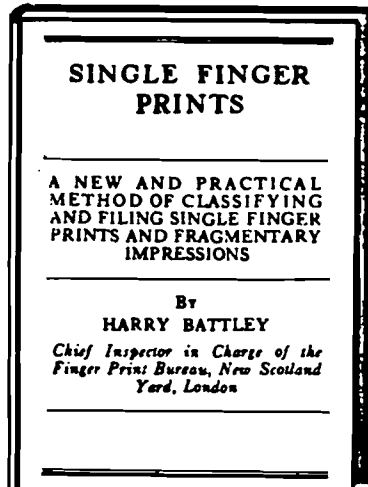 SINGLE FINGER
PRINTS
A NEW AND PRACTICAL
METHOD OF CLASSIFYING
AND FILING SINGLE FINGER
PRINTS AND FRAGMENTARY
IMPRESSIONS
BY
HARRY BATTLEY
Chief Inspector in Charge of the
Finger Print Bureau, New Scotland
Yard, London